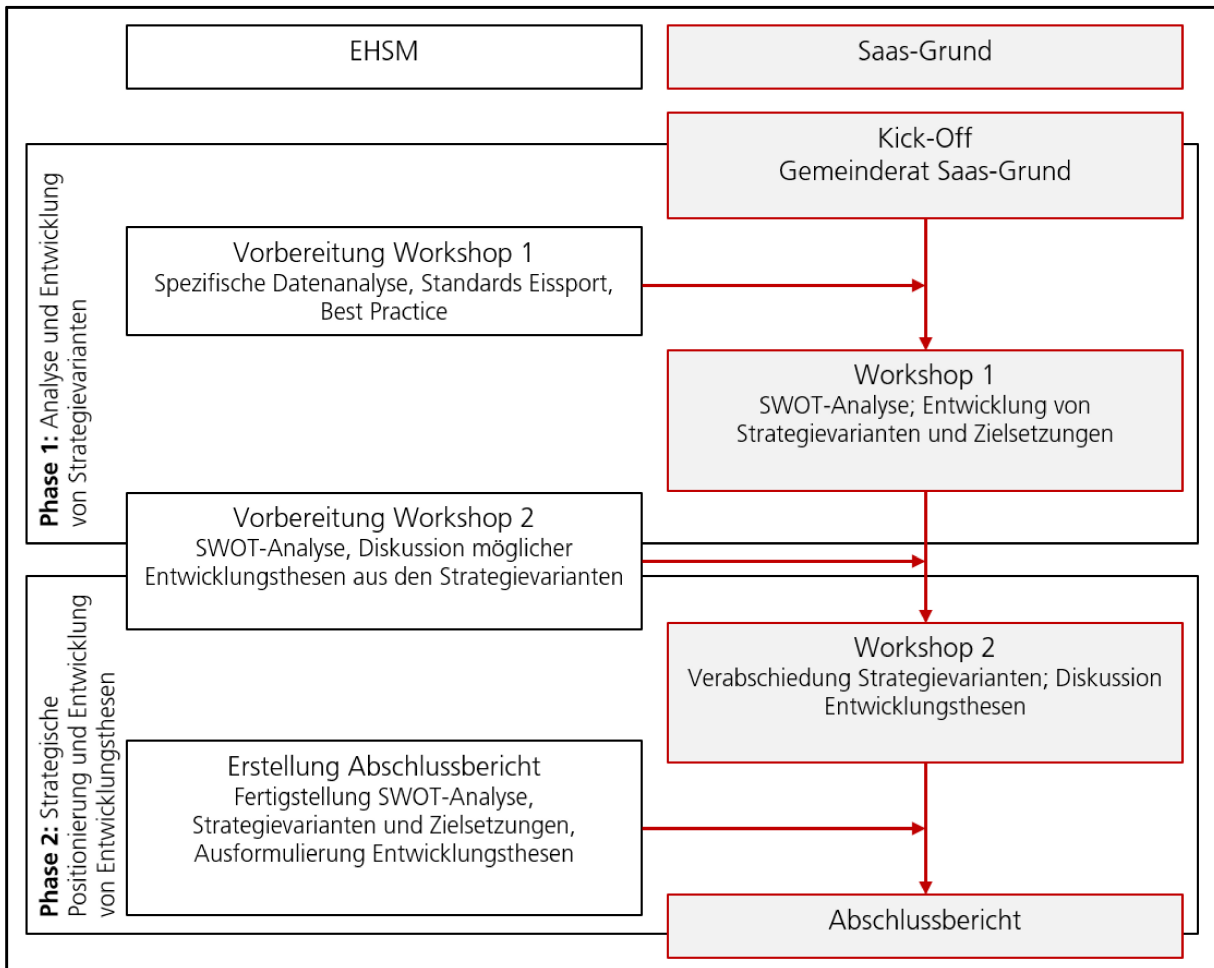 EHSM
Saas-Grund
Kick-Off
Gemeinderat Saas-Grund
Phase 1: Analyse und Entwicklung
von Strategievarianten
Vorbereitung Workshop 1
Spezifische Datenanalyse, Standards Eissport,
Best Practice
Workshop 1
SWOT-Analyse; Entwicklung von
Strategievarianten und Zielsetzungen
Vorbereitung Workshop 2
SWOT-Analyse, Diskussion möglicher
Entwicklungsthesen aus den Strategievarianten
Phase 2: Strategische
Positionierung und Entwicklung
von Entwicklungsthesen
Workshop 2
Verabschiedung Strategievarianten; Diskussion
Entwicklungsthesen
Erstellung Abschlussbericht
Fertigstellung SWOT-Analyse,
Strategievarianten und Zielsetzungen,
Ausformulierung Entwicklungsthesen
Abschlussbericht